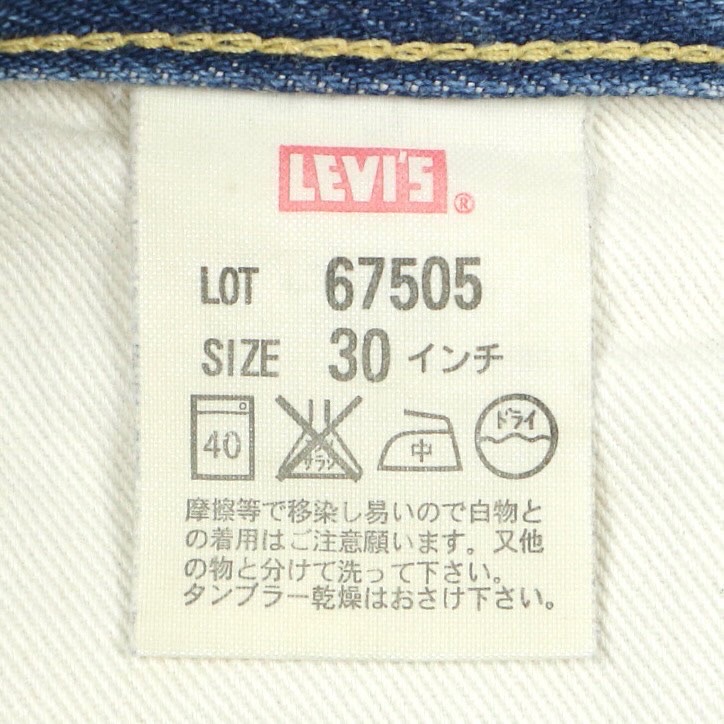 LEVI'S®
LOT 67505
SIZE 30 インチ
40 サラシ 中 ドライ
摩擦等で移染し易いので白物と
の着用はご注意願います。又他
の物と分けて洗って下さい。
タンブラー乾燥はおさけ下さい。